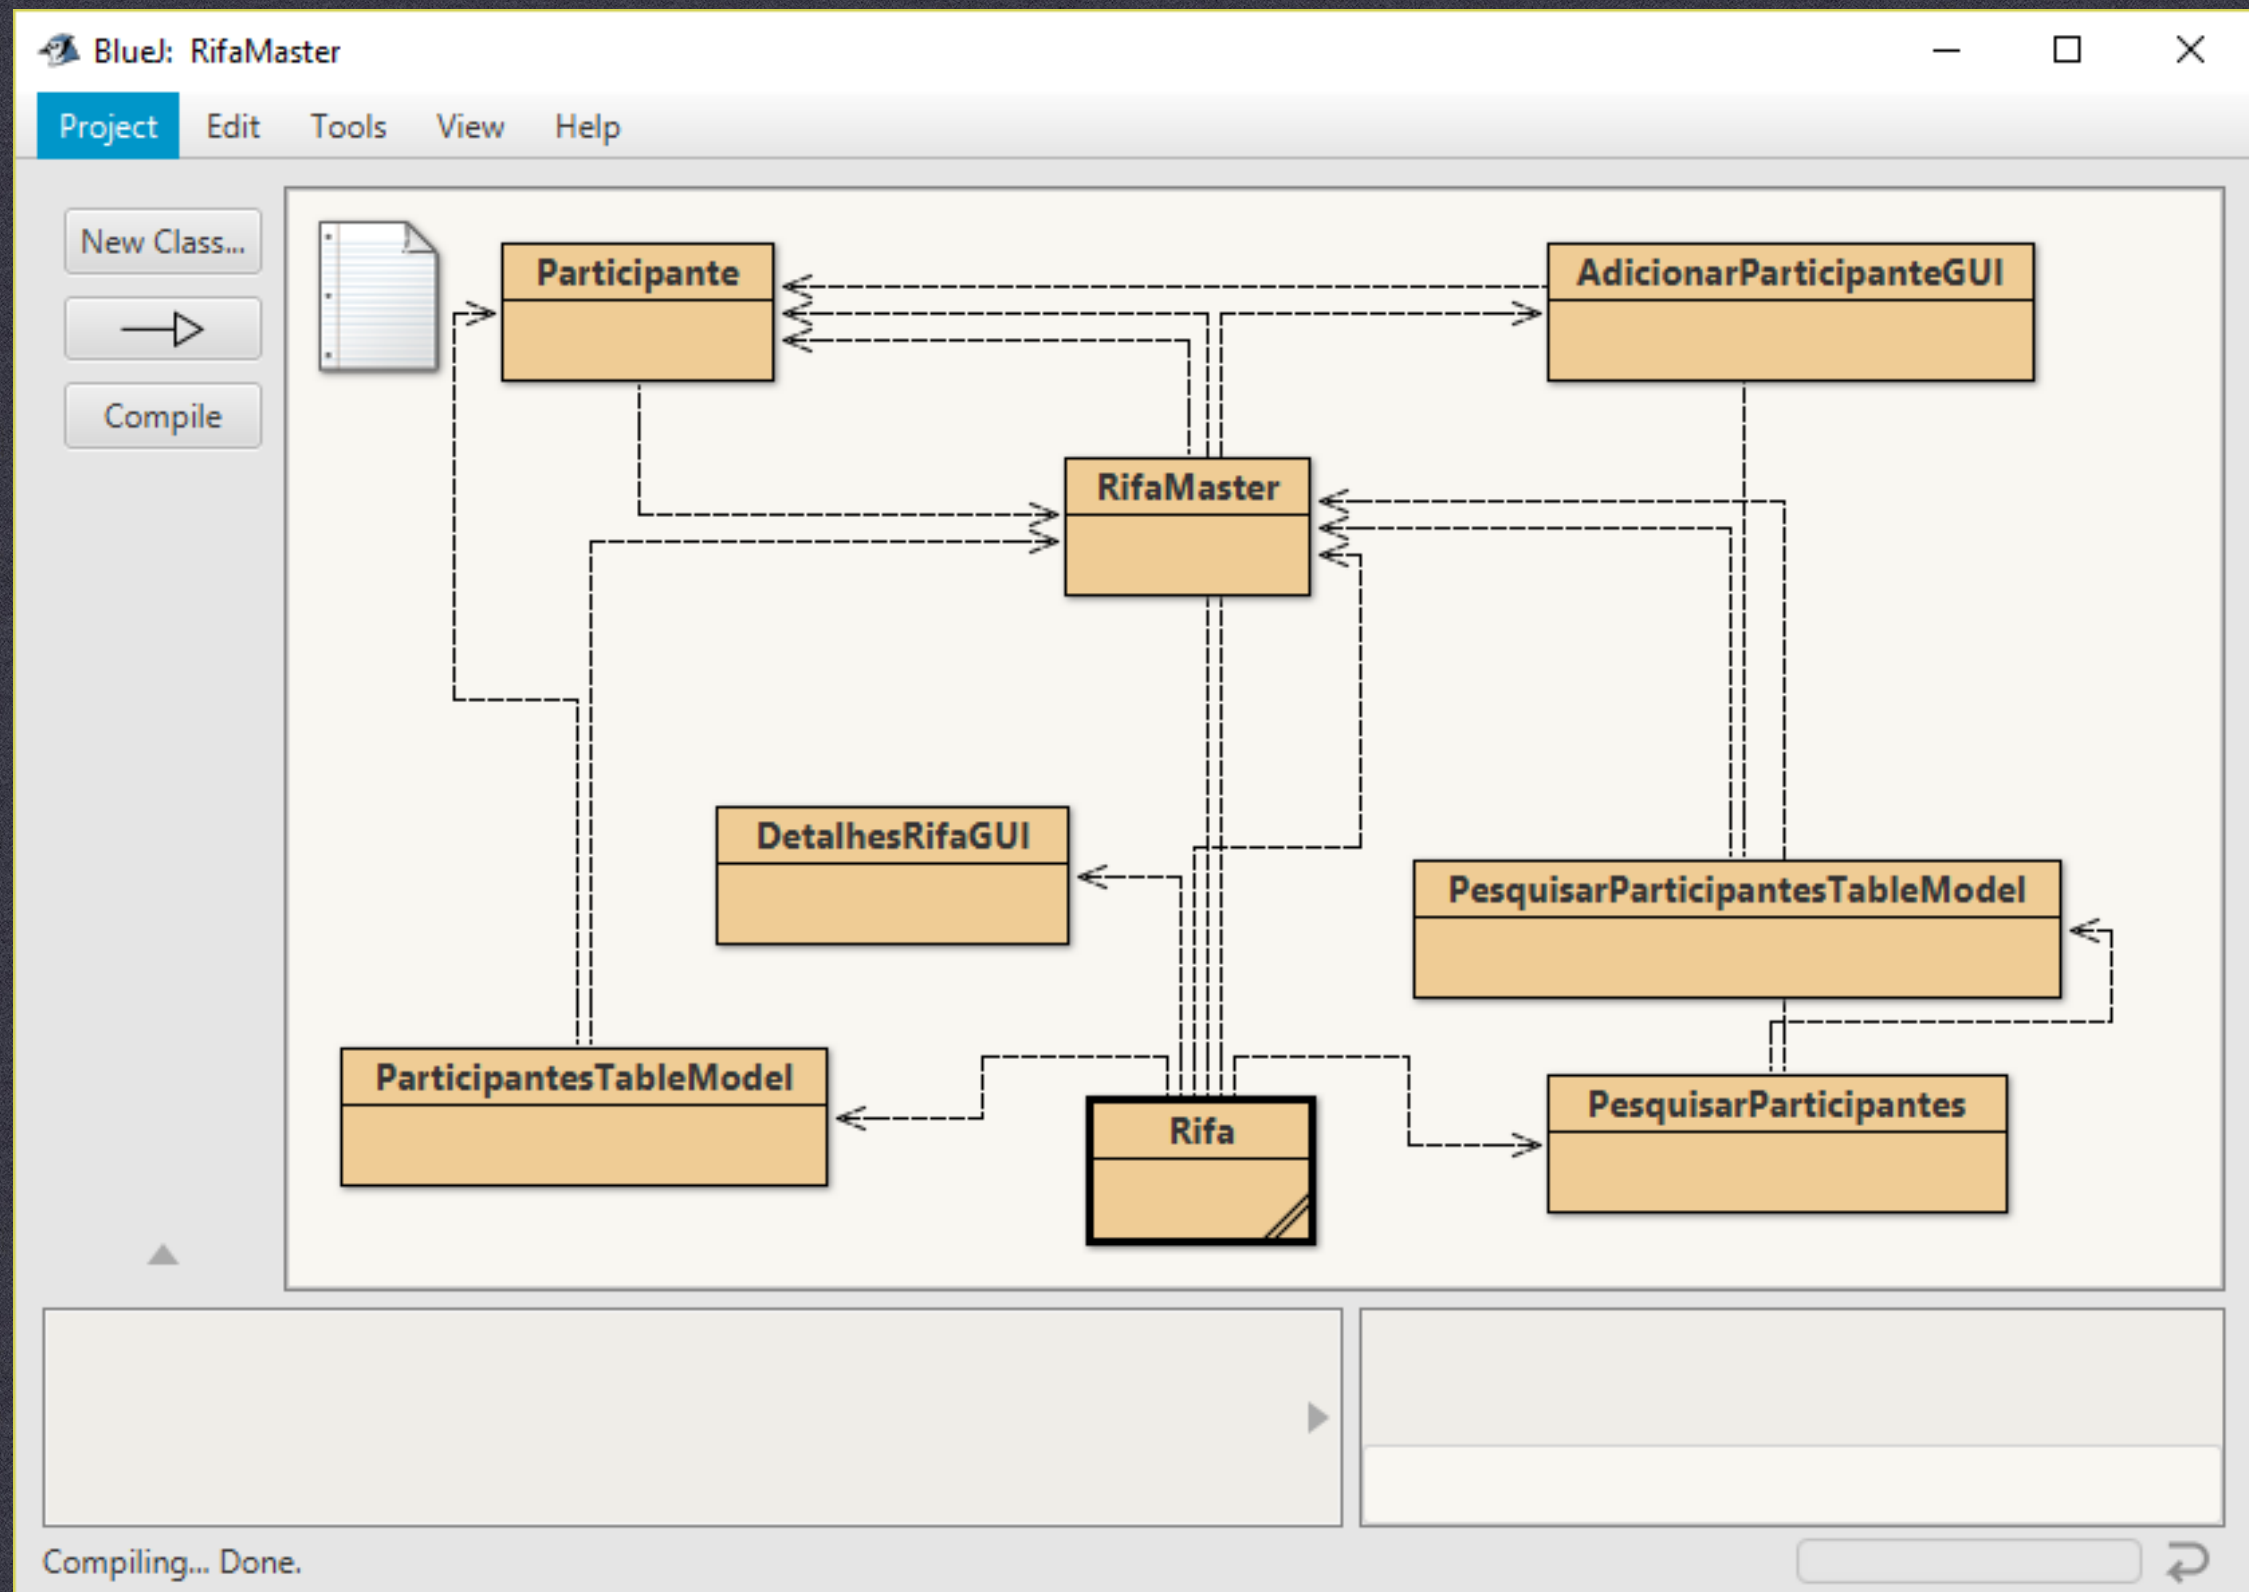 BlueJ: RifaMaster
Project Edit Tools View Help
New Class...
Compile
Participante
AdicionarParticipanteGUI
RifaMaster
DetalhesRifaGUI
PesquisarParticipantesTableModel
ParticipantesTableModel
PesquisarParticipantes
Rifa
Compiling... Done.